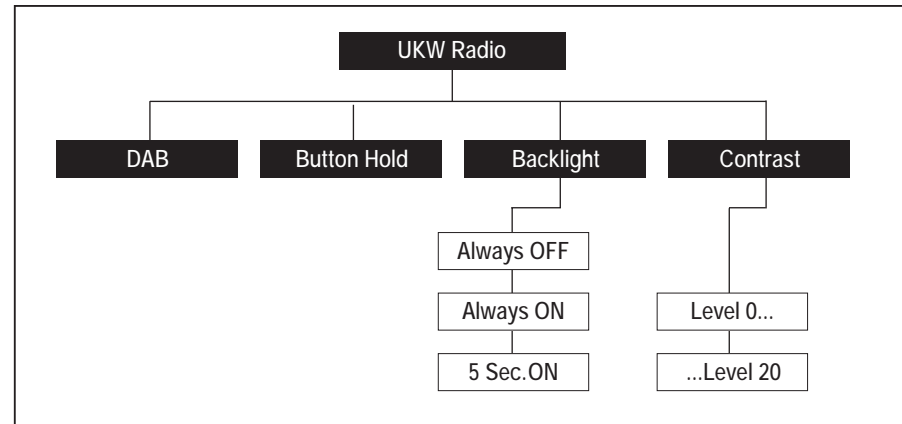 UKW Radio
DAB
Button Hold
Backlight
Contrast
Always OFF
Always ON
5 Sec.ON
Level 0...
...Level 20